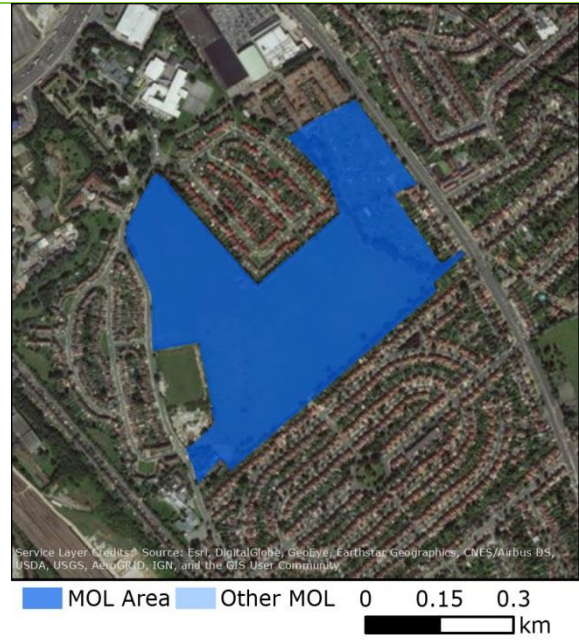 Service Layer Credits: Source: Esri, DigitalGlobe, GeoEye, Earthstar Geographics, CNES/Airbus DS,
USDA, USGS, AeroGRID, IGN, and the GIS User Community
MOL Area Other MOL 0 0.15 0.3
km